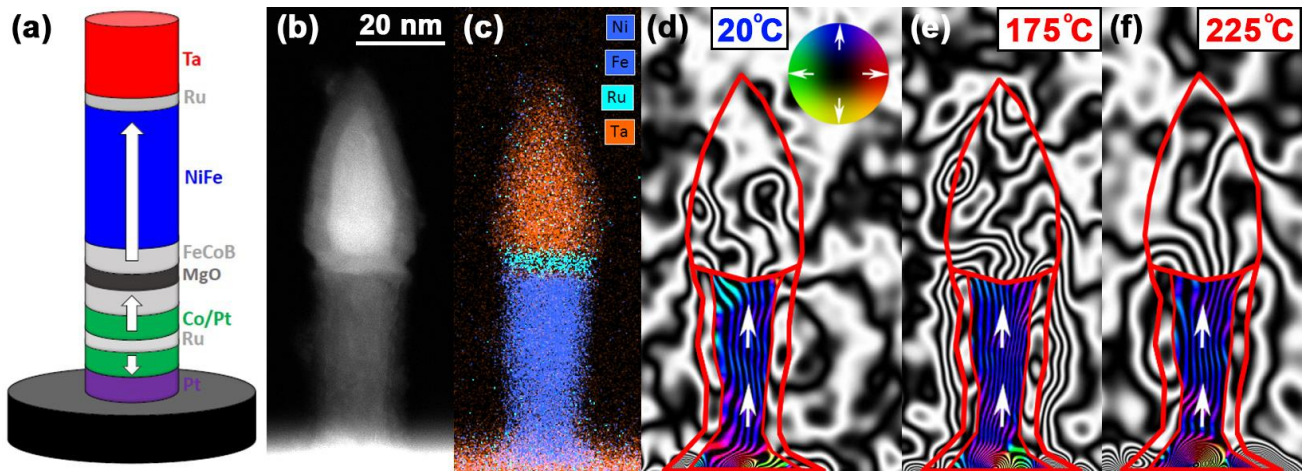 (a)
Ta
Ru
NiFe
FeCoB
MgO
Co/Pt
Ru
Pt
(b)
20 nm
(c)
Ni
Fe
Ru
Ta
(d)
20°C
(e)
175°C
(f)
225°C